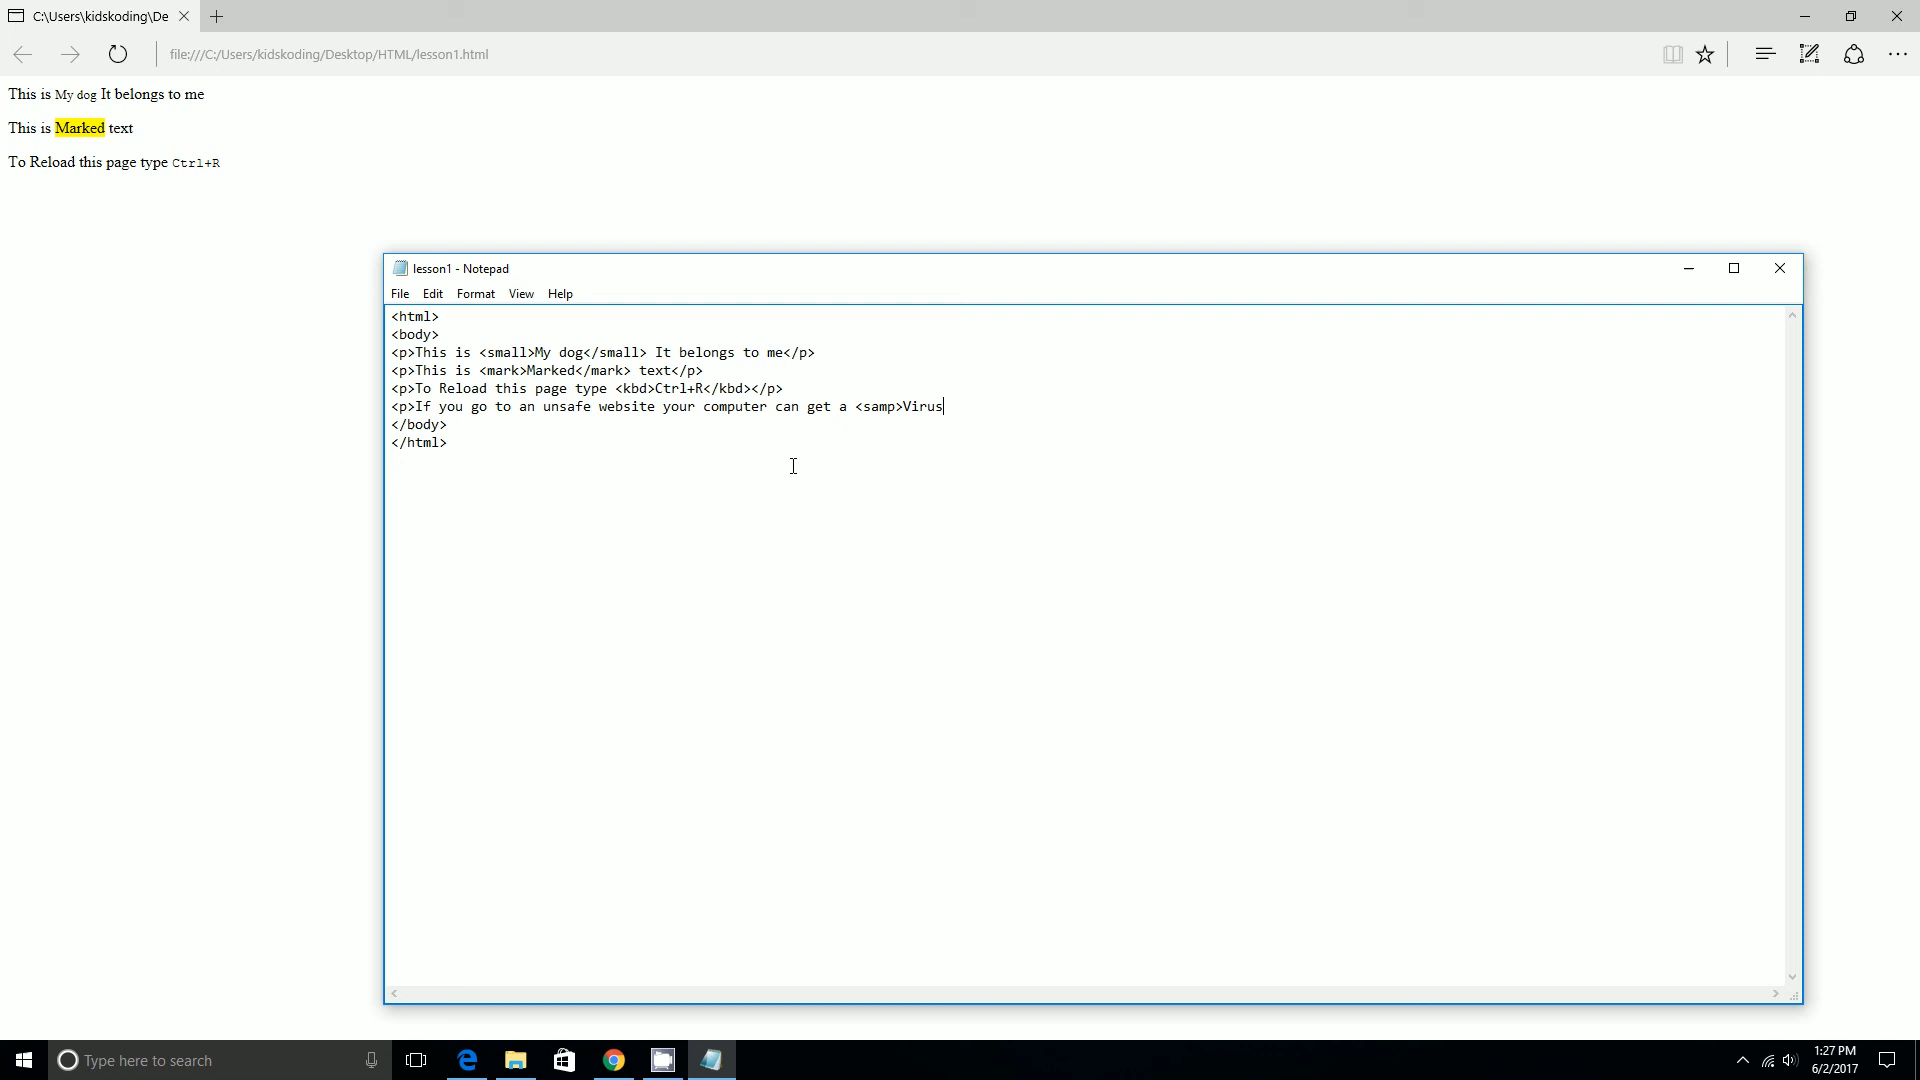 C:\Users\kidskoding\De
file:///C:/Users/kidskoding/Desktop/HTML/lesson1.html
This is My dog It belongs to me
This is Marked text
To Reload this page type Ctrl+R
lesson1 - Notepad
File Edit Format View Help
<html>
<body>
<p>This is <small>My dog</small> It belongs to me</p>
<p>This is <mark>Marked</mark> text</p>
<p>To Reload this page type <kbd>Ctrl+R</kbd></p>
<p>If you go to an unsafe website your computer can get a <samp>Virus
</body>
</html>
Type here to search
1:27 PM
6/2/2017